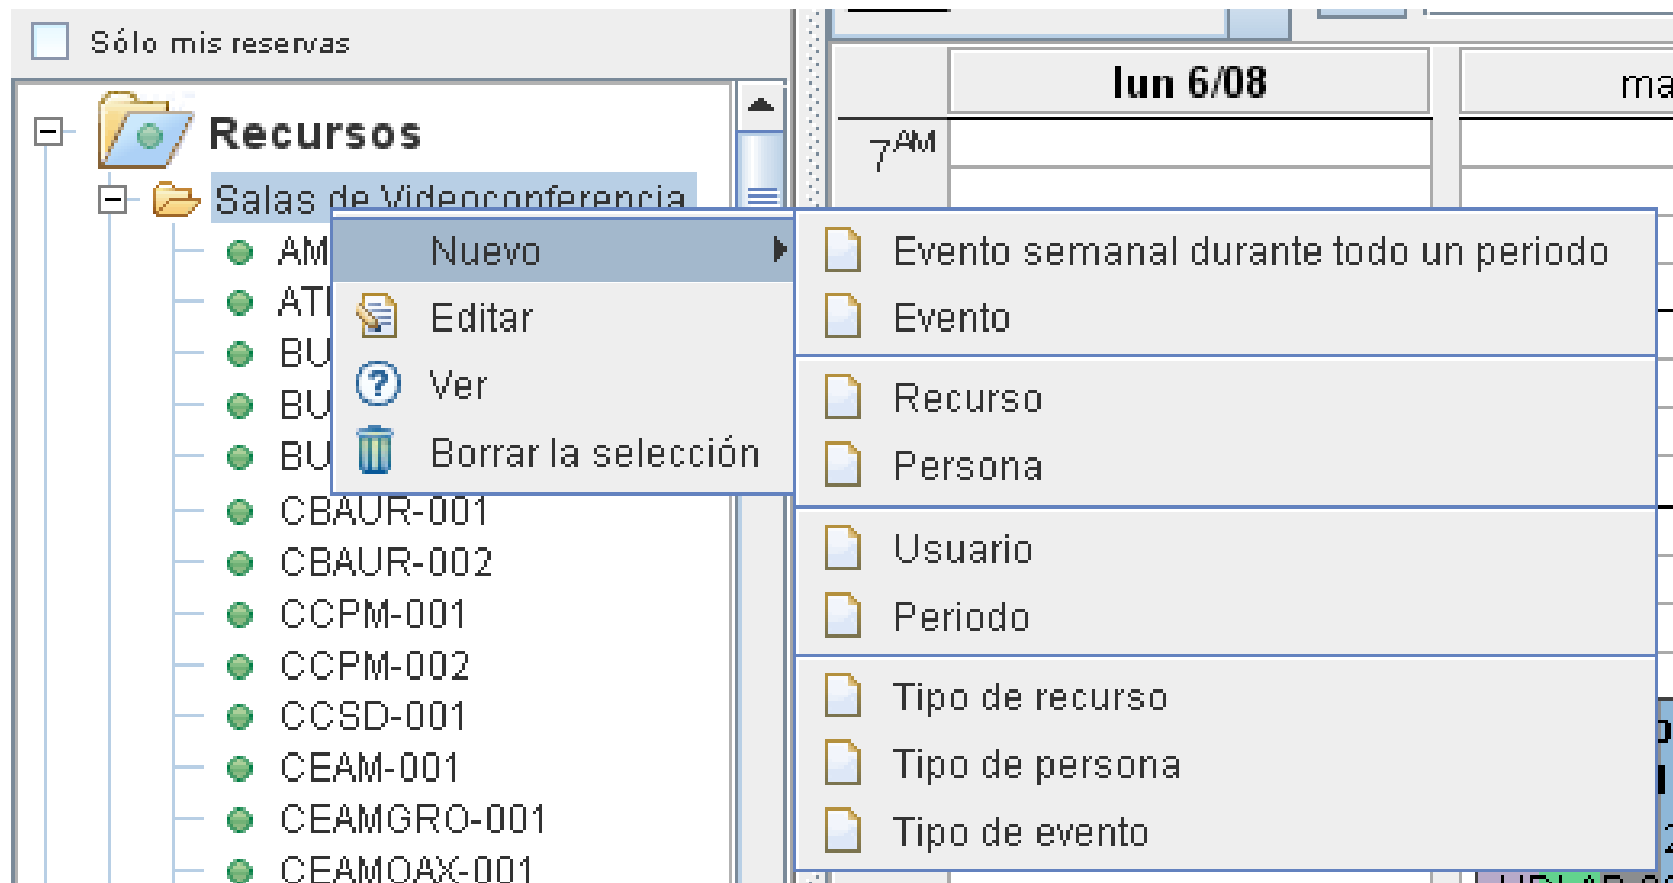 Sólo mis reservas
Recursos
Salas de Videoconferencia
AM
BU
BU
BU
CBAUR-001
CBAUR-002
CCPM-001
CCPM-002
CCSD-001
CEAM-001
CEAMGRO-001
CEAMOAX-001
Nuevo
Editar
Ver
Borrar la selección
Evento semanal durante todo un periodo
Evento
Recurso
Persona
Usuario
Periodo
Tipo de recurso
Tipo de persona
Tipo de evento
lun 6/08
ma
7 AM